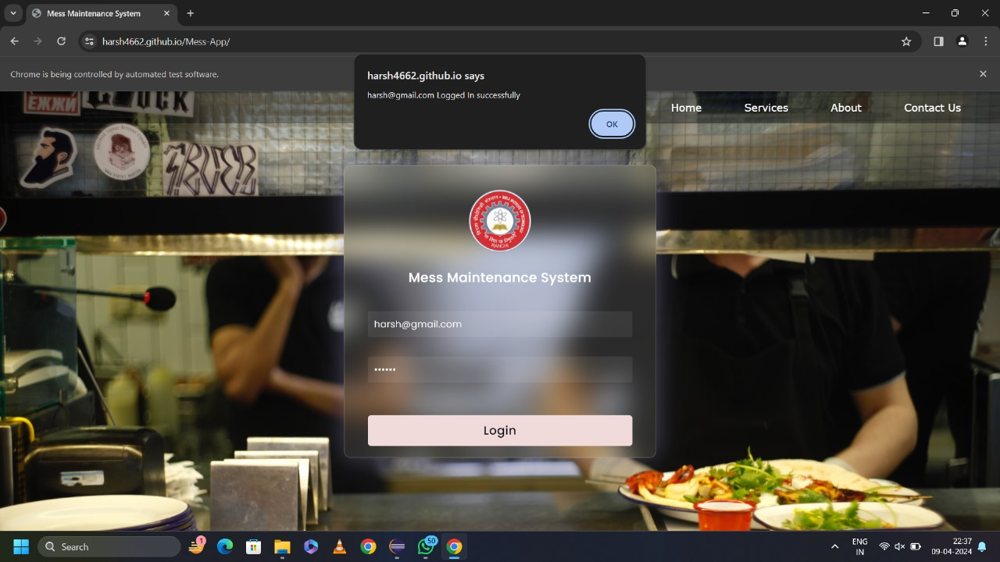 Mess Maintenance System
harsh4662.github.io/Mess-App/
Chrome is being controlled by automated test software.
harsh4662.github.io says
harsh@gmail.com Logged In successfully
OK
Home
Services
About
Contact Us
ЕЖЖИ
RANCHI
Mess Maintenance System
harsh@gmail.com
••••••
Login
Search
1
50
ENG
IN
22:37
09-04-2024